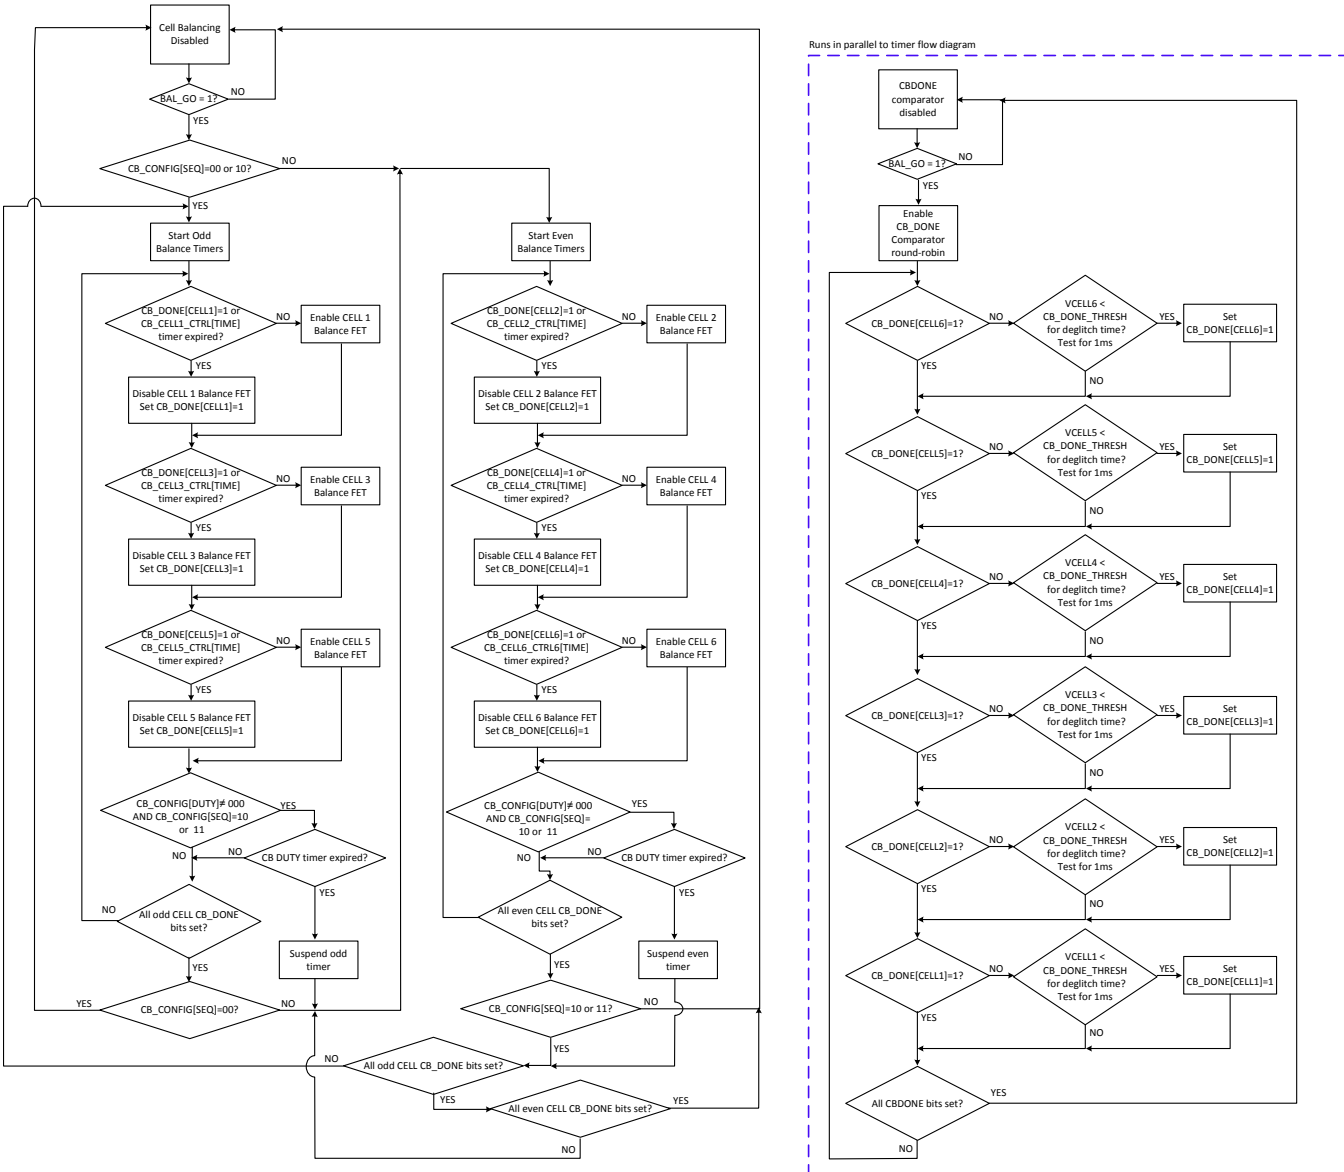 Cell Balancing
Disabled
BAL_GO = 1?
NO
YES
CB_CONFIG[SEQ]=00 or 10?
NO
YES
Start Odd
Balance Timers
CB_DONE[CELL1]=1 or
CB_CELL1_CTRL[TIME]
timer expired?
NO
Enable CELL 1
Balance FET
YES
Disable CELL 1 Balance FET
Set CB_DONE[CELL1]=1
CB_DONE[CELL3]=1 or
CB_CELL3_CTRL[TIME]
timer expired?
NO
Enable CELL 3
Balance FET
YES
Disable CELL 3 Balance FET
Set CB_DONE[CELL3]=1
CB_DONE[CELL5]=1 or
CB_CELL5_CTRL[TIME]
timer expired?
NO
Enable CELL 5
Balance FET
YES
Disable CELL 5 Balance FET
Set CB_DONE[CELL5]=1
CB_CONFIG[DUTY]≠ 000
AND CB_CONFIG[SEQ]=10
or 11
YES
NO
NO
CB DUTY timer expired?
YES
NO
All odd CELL CB_DONE
bits set?
Suspend odd
timer
YES
YES
CB_CONFIG[SEQ]=00?
NO
Start Even
Balance Timers
CB_DONE[CELL2]=1 or
CB_CELL2_CTRL[TIME]
timer expired?
NO
Enable CELL 2
Balance FET
YES
Disable CELL 2 Balance FET
Set CB_DONE[CELL2]=1
CB_DONE[CELL4]=1 or
CB_CELL4_CTRL[TIME]
timer expired?
NO
Enable CELL 4
Balance FET
YES
Disable CELL 4 Balance FET
Set CB_DONE[CELL4]=1
CB_DONE[CELL6]=1 or
CB_CELL6_CTRL6[TIME]
timer expired?
NO
Enable CELL 6
Balance FET
YES
Disable CELL 6 Balance FET
Set CB_DONE[CELL6]=1
CB_CONFIG[DUTY]≠ 000
AND CB_CONFIG[SEQ]=
10 or 11
YES
NO
NO
CB DUTY timer expired?
YES
All even CELL CB_DONE
bits set?
NO
Suspend even
timer
YES
CB_CONFIG[SEQ]=10 or 11?
NO
YES
NO
All odd CELL CB_DONE bits set?
YES
All even CELL CB_DONE bits set?
YES
NO
Runs in parallel to timer flow diagram
CBDONE
comparator
disabled
BAL_GO = 1?
NO
YES
Enable
CB_DONE
Comparator
round-robin
CB_DONE[CELL6]=1?
NO
VCELL6 <
CB_DONE_THRESH
for deglitch time?
Test for 1ms
YES
Set
CB_DONE[CELL6]=1
YES
NO
CB_DONE[CELL5]=1?
NO
VCELL5 <
CB_DONE_THRESH
for deglitch time?
Test for 1ms
YES
Set
CB_DONE[CELL5]=1
YES
NO
CB_DONE[CELL4]=1?
NO
VCELL4 <
CB_DONE_THRESH
for deglitch time?
Test for 1ms
YES
Set
CB_DONE[CELL4]=1
YES
NO
CB_DONE[CELL3]=1?
NO
VCELL3 <
CB_DONE_THRESH
for deglitch time?
Test for 1ms
YES
Set
CB_DONE[CELL3]=1
YES
NO
CB_DONE[CELL2]=1?
NO
VCELL2 <
CB_DONE_THRESH
for deglitch time?
Test for 1ms
YES
Set
CB_DONE[CELL2]=1
YES
NO
CB_DONE[CELL1]=1?
NO
VCELL1 <
CB_DONE_THRESH
for deglitch time?
Test for 1ms
YES
Set
CB_DONE[CELL1]=1
YES
NO
All CBDONE bits set?
YES
NO